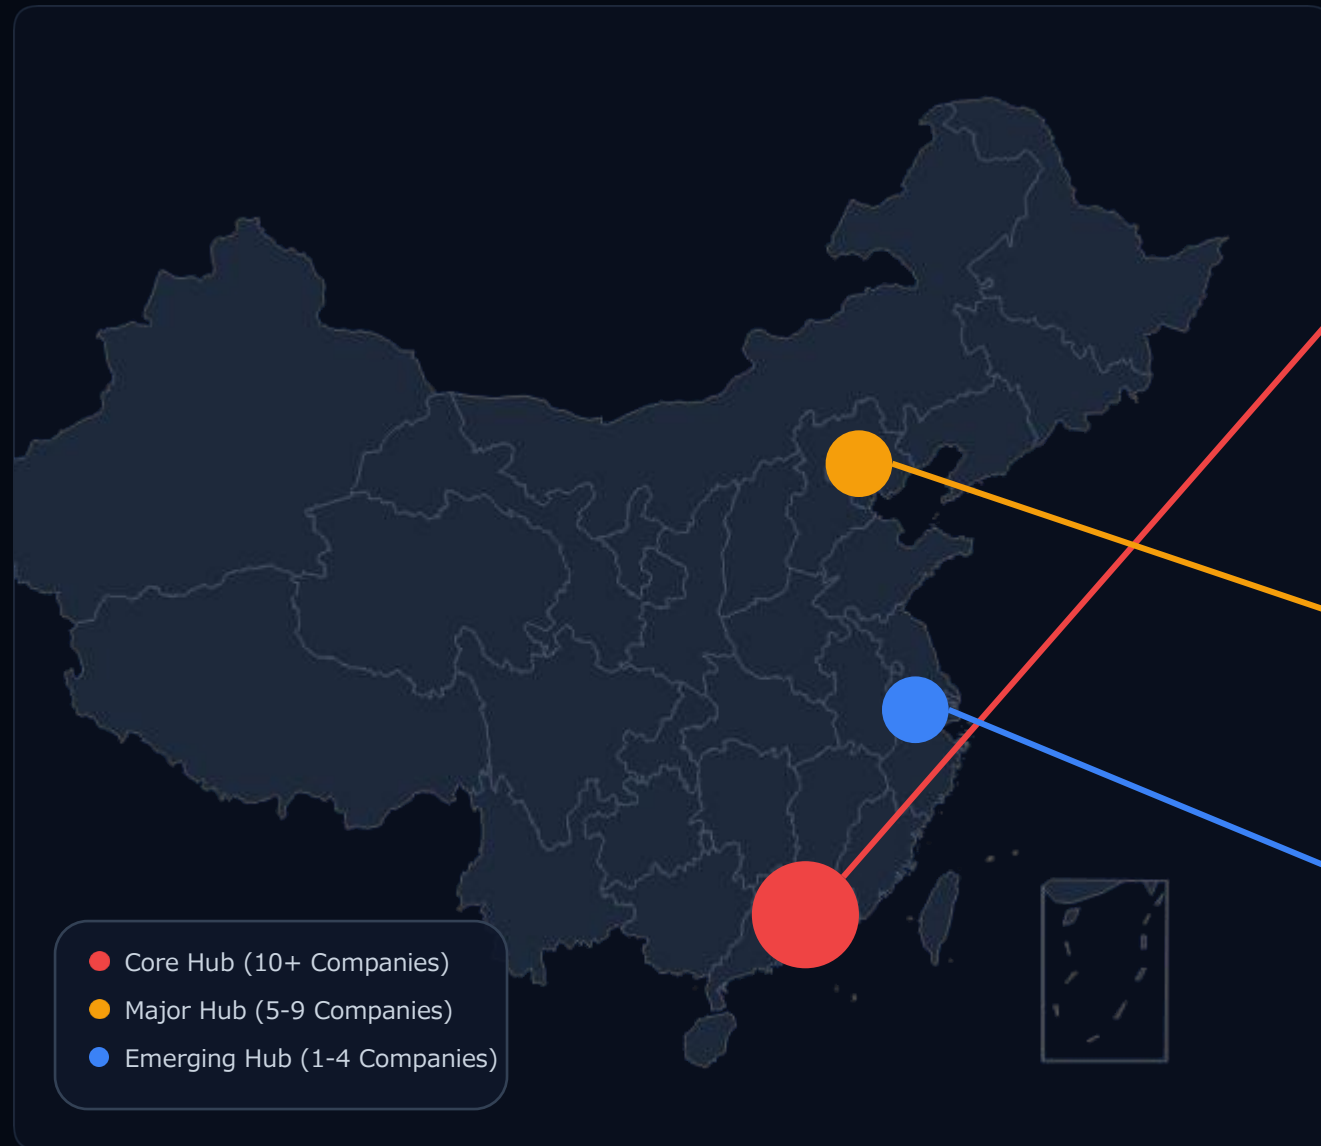 Core Hub (10+ Companies)
Major Hub (5-9 Companies)
Emerging Hub (1-4 Companies)